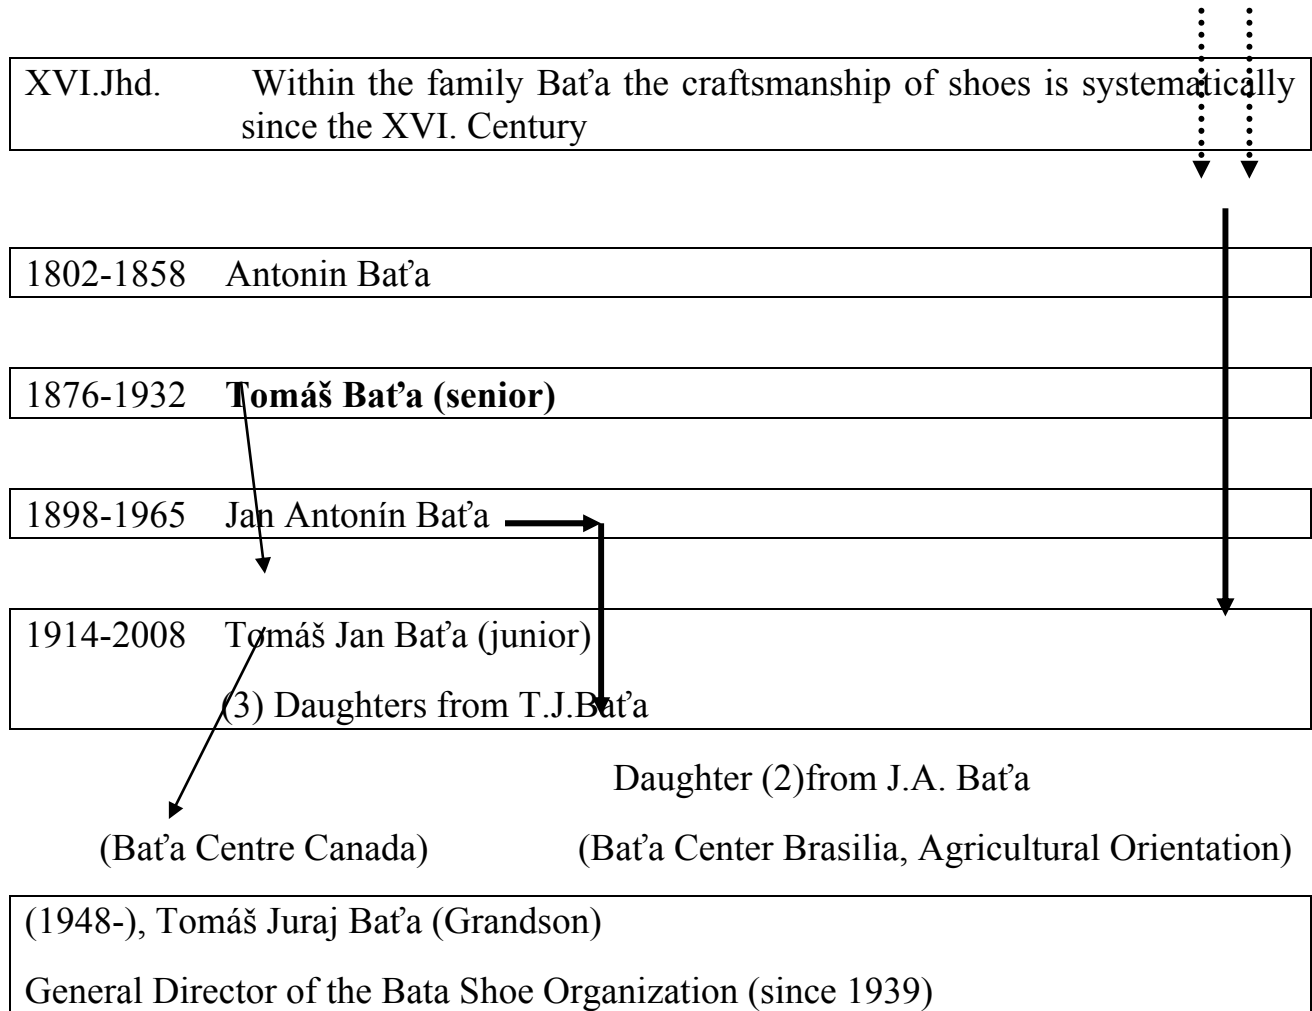 XVI.Jhd. Within the family Baťa the craftsmanship of shoes is systematically
since the XVI. Century
1802-1858 Antonin Baťa
1876-1932 Tomáš Baťa (senior)
1898-1965 Jan Antonín Baťa
1914-2008 Tomáš Jan Baťa (junior)
(3) Daughters from T.J.Baťa
Daughter (2)from J.A. Baťa
(Baťa Centre Canada) (Baťa Center Brasilia, Agricultural Orientation)
(1948-), Tomáš Juraj Baťa (Grandson)
General Director of the Bata Shoe Organization (since 1939)